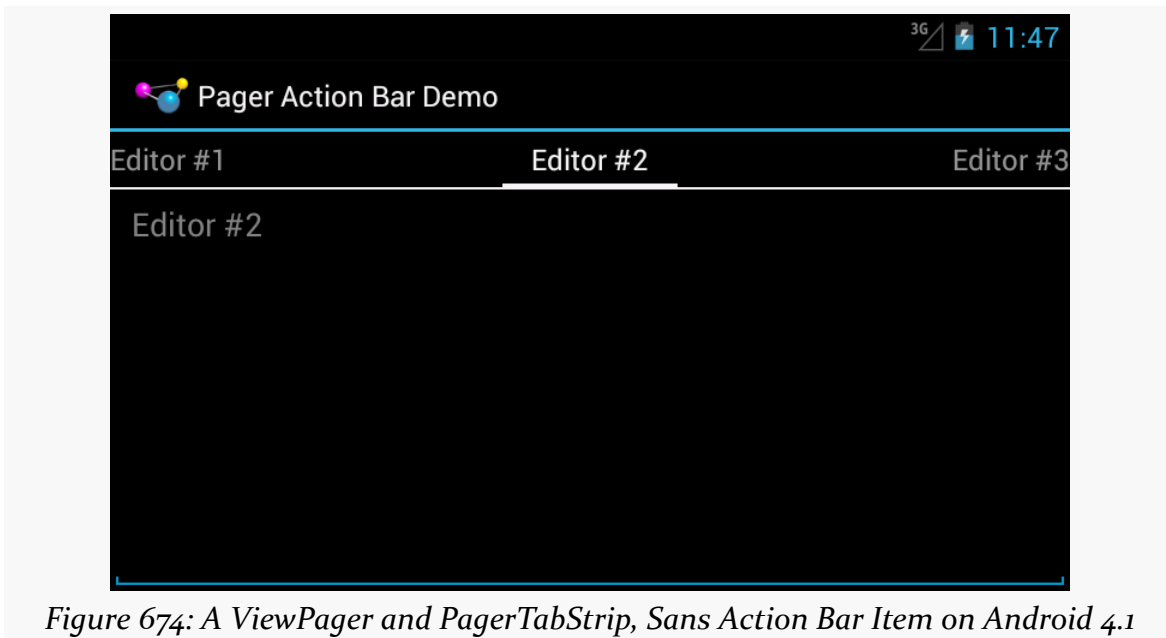 3G 11:47
Pager Action Bar Demo
Editor #1 Editor #2 Editor #3
Editor #2
Figure 674: A ViewPager and PagerTabStrip, Sans Action Bar Item on Android 4.1